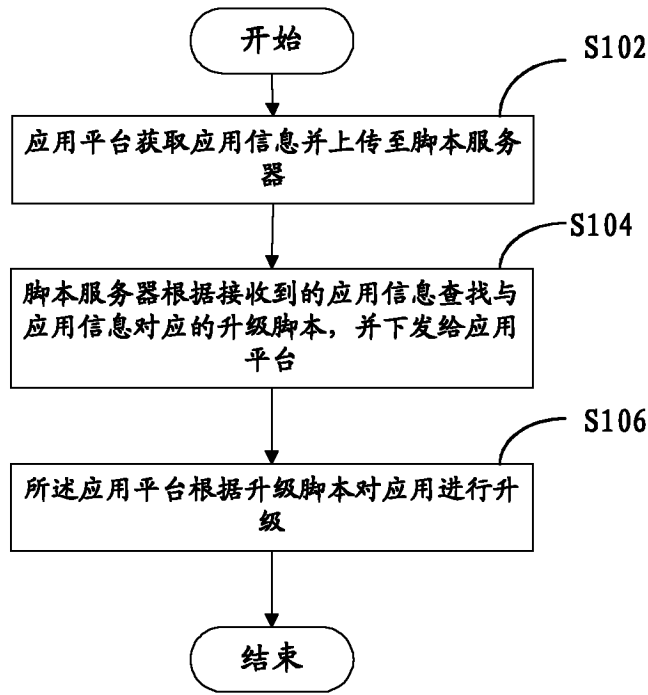 开始
S102
应用平台获取应用信息并上传至脚本服务
器
S104
脚本服务器根据接收到的应用信息查找与
应用信息对应的升级脚本，并下发给应用
平台
S106
所述应用平台根据升级脚本对应用进行升
级
结束